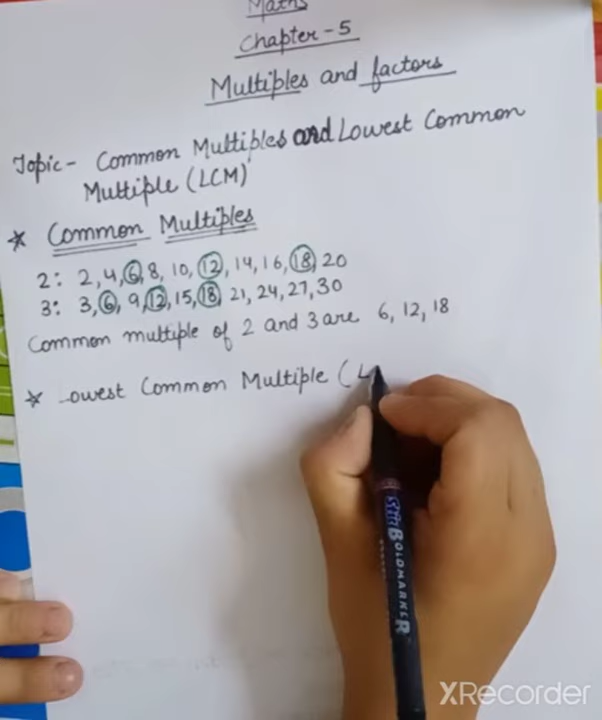 Maths
Chapter-5
Multiples and factors
Topic- Common Multiples and Lowest Common
Multiple (LCM)
* Common Multiples
2: 2, 4, 6, 8, 10, 12, 14, 16, 18, 20
3: 3, 6, 9, 12, 15, 18, 21, 24, 27, 30
Common multiple of 2 and 3 are 6, 12, 18
* Lowest Common Multiple (L
BOLDMARKER
XRecorder